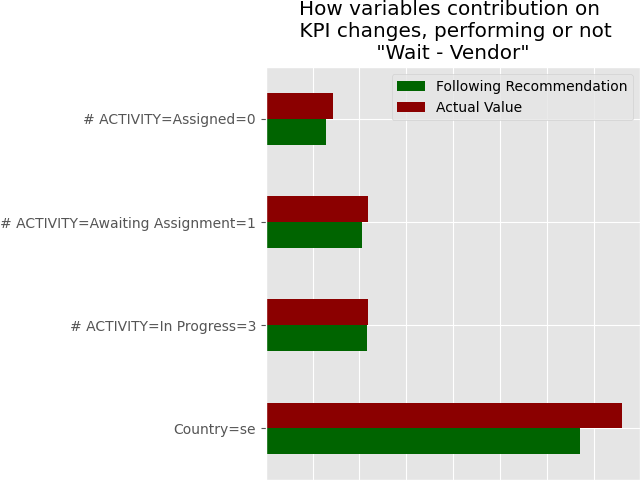 How variables contribution on
KPI changes, performing or not
"Wait - Vendor"
Following Recommendation
Actual Value
# ACTIVITY=Assigned=0
# ACTIVITY=Awaiting Assignment=1
# ACTIVITY=In Progress=3
Country=se